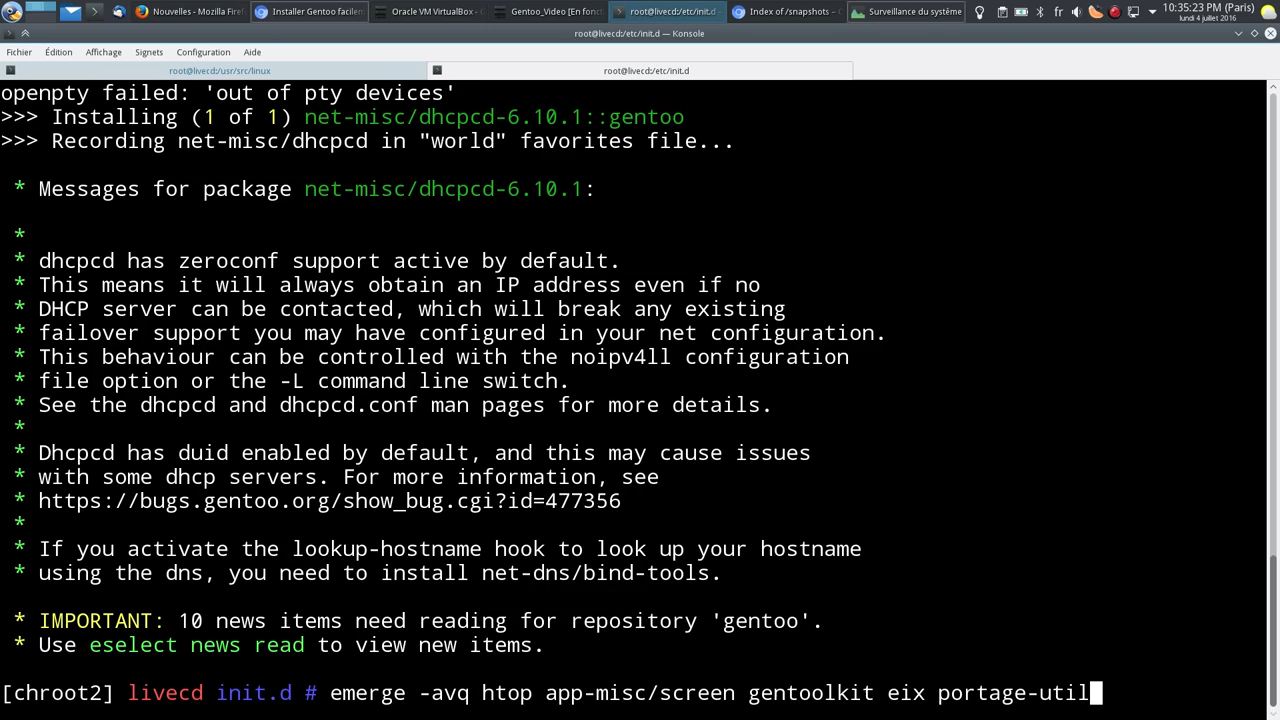 Nouvelles - Mozilla Firef
Installer Gentoo facilem
Oracle VM VirtualBox - G
Gentoo_Video [En fonct
root@livecd:/etc/init.d -
Index of /snapshots - C
Surveillance du système
fr
10:35:23 PM (Paris)
lundi 4 juillet 2016
root@livecd:/etc/init.d — Konsole
Fichier Édition Affichage Signets Configuration Aide
root@livecd:/usr/src/linux
root@livecd:/etc/init.d
openpty failed: 'out of pty devices'
>>> Installing (1 of 1) net-misc/dhcpcd-6.10.1::gentoo
>>> Recording net-misc/dhcpcd in "world" favorites file...
* Messages for package net-misc/dhcpcd-6.10.1:
*
* dhcpcd has zeroconf support active by default.
* This means it will always obtain an IP address even if no
* DHCP server can be contacted, which will break any existing
* failover support you may have configured in your net configuration.
* This behaviour can be controlled with the noipv4ll configuration
* file option or the -L command line switch.
* See the dhcpcd and dhcpcd.conf man pages for more details.
*
* Dhcpcd has duid enabled by default, and this may cause issues
* with some dhcp servers. For more information, see
* https://bugs.gentoo.org/show_bug.cgi?id=477356
*
* If you activate the lookup-hostname hook to look up your hostname
* using the dns, you need to install net-dns/bind-tools.
* IMPORTANT: 10 news items need reading for repository 'gentoo'.
* Use eselect news read to view new items.
[chroot2] livecd init.d # emerge -avq htop app-misc/screen gentoolkit eix portage-util